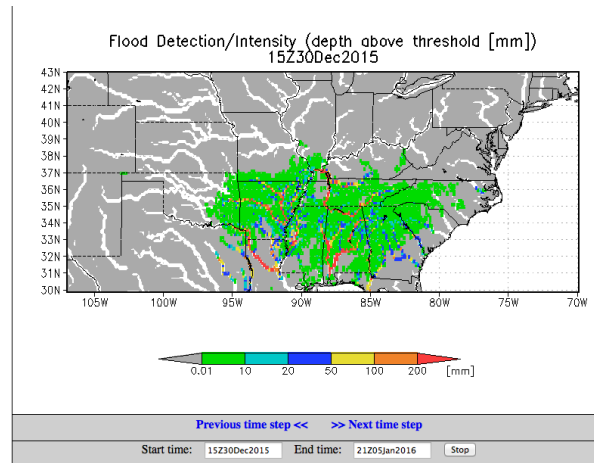 Flood Detection/Intensity (depth above threshold [mm])
15Z30Dec2015
43N
42N
41N
40N
39N
38N
37N
36N
35N
34N
33N
32N
31N
30N
105W 100W 95W 90W 85W 80W 75W 70W
0.01 10 20 50 100 200 [mm]
Previous time step << >> Next time step
Start time: 15Z30Dec2015 End time: 21Z05Jan2016 Stop